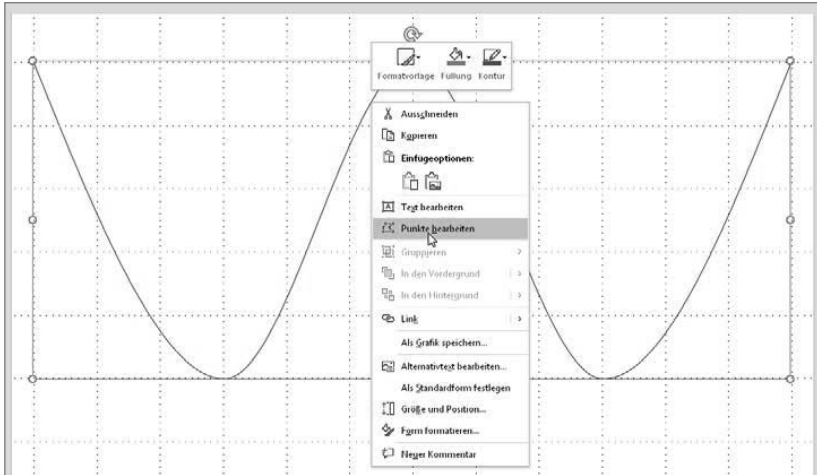 Formatvorlage Füllung Kontur
Ausschneiden
Kopieren
Einfügeoptionen:
Text bearbeiten
Punkte bearbeiten
Gruppieren
In den Vordergrund
In den Hintergrund
Link
Als Grafik speichern...
Alternativtext bearbeiten...
Als Standardform festlegen
Größe und Position...
Form formatieren...
Neuer Kommentar